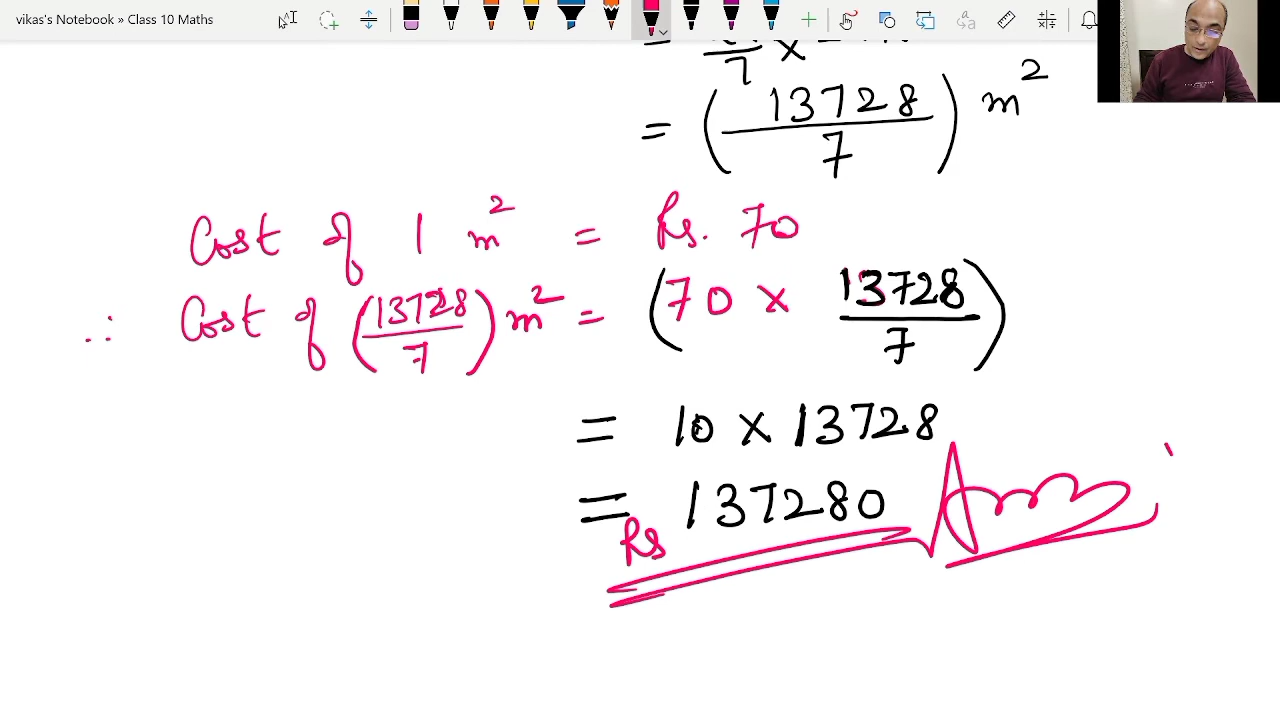 vikas's Notebook » Class 10 Maths
= /7 ×
= (13728/7) m²
Cost of 1 m² = Rs. 70
∴ Cost of (13728/7) m² = (70 × 13728/7)
= 10 × 13728
= Rs 137280 Ans